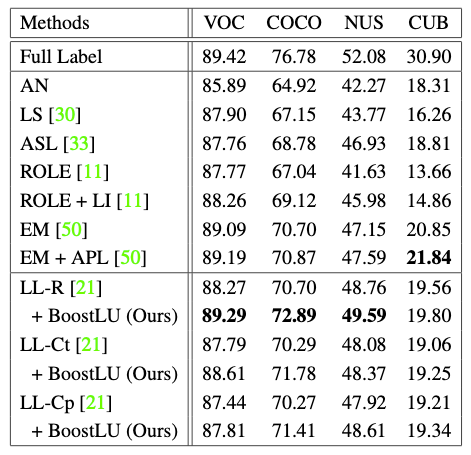 Methods VOC COCO NUS CUB
Full Label 89.42 76.78 52.08 30.90
AN 85.89 64.92 42.27 18.31
LS [30] 87.90 67.15 43.77 16.26
ASL [33] 87.76 68.78 46.93 18.81
ROLE [11] 87.77 67.04 41.63 13.66
ROLE + LI [11] 88.26 69.12 45.98 14.86
EM [50] 89.09 70.70 47.15 20.85
EM + APL [50] 89.19 70.87 47.59 21.84
LL-R [21] 88.27 70.70 48.76 19.56
+ BoostLU (Ours) 89.29 72.89 49.59 19.80
LL-Ct [21] 87.79 70.29 48.08 19.06
+ BoostLU (Ours) 88.61 71.78 48.37 19.25
LL-Cp [21] 87.44 70.27 47.92 19.21
+ BoostLU (Ours) 87.81 71.41 48.61 19.34